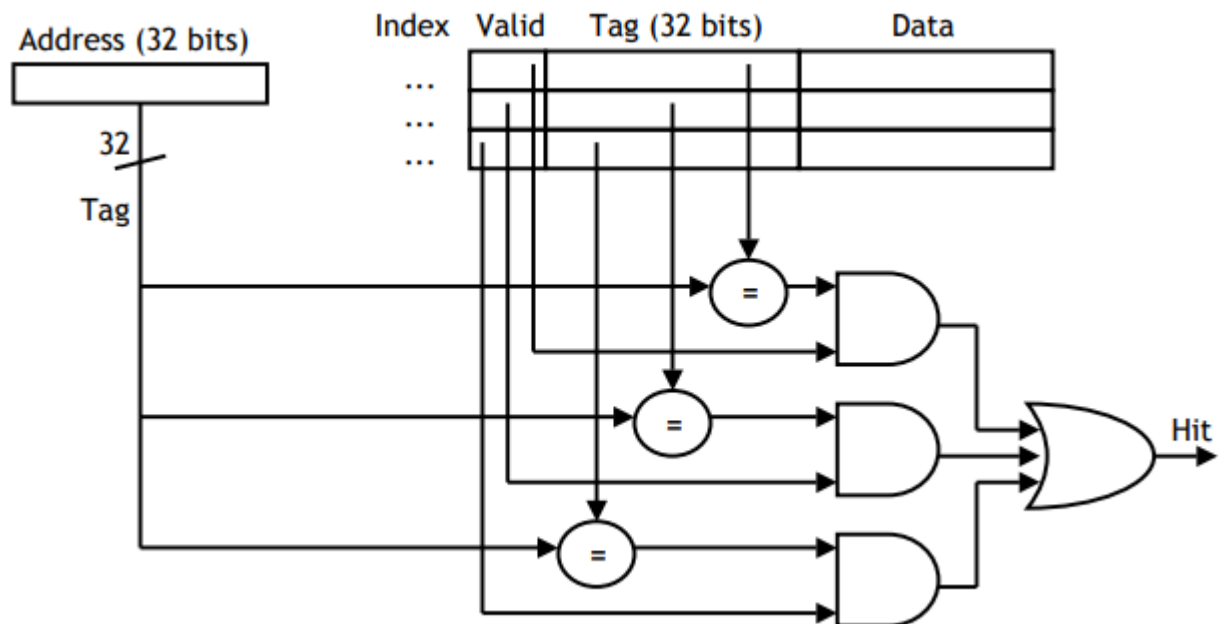 Address (32 bits)
Index Valid Tag (32 bits) Data
...
...
...
32
Tag
=
=
=
Hit